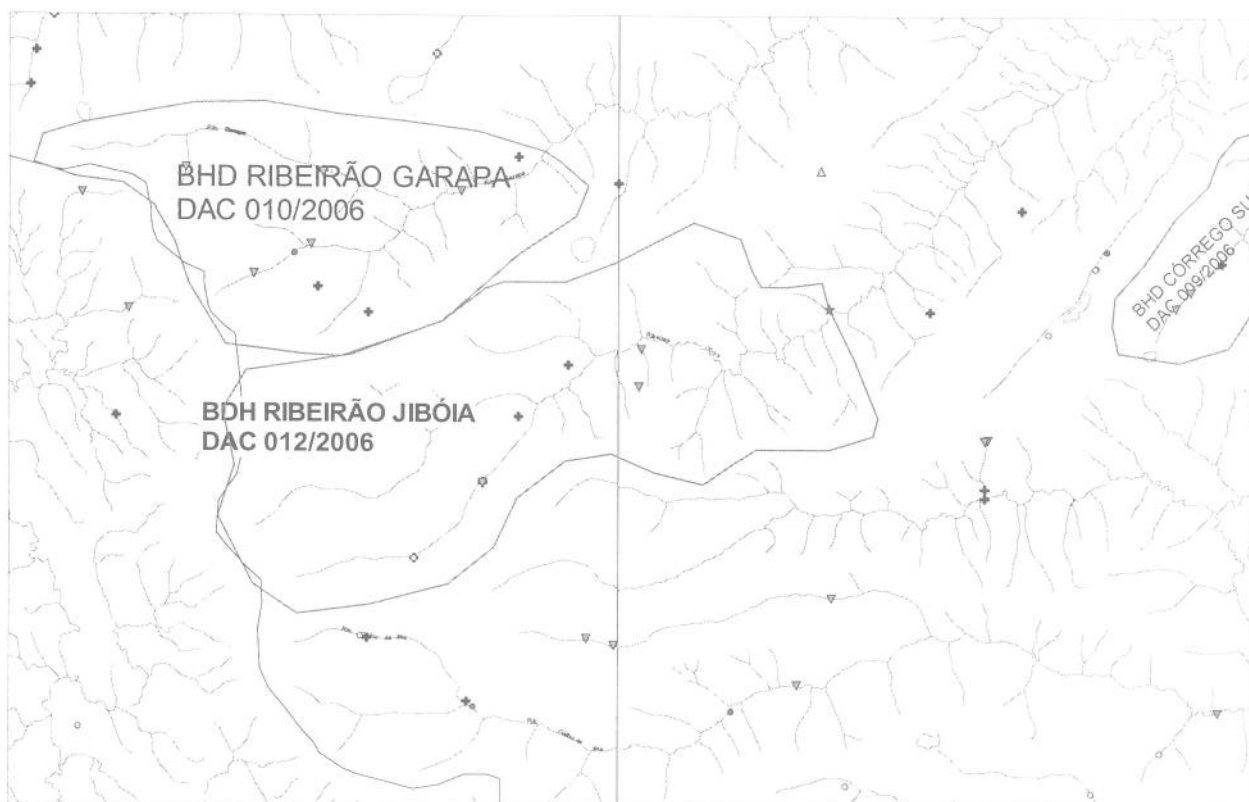 BHD RIBEIRÃO GARAPA
DAC 010/2006
BHD CÓRREGO SU
DAC 009/2006
BDH RIBEIRÃO JIBÓIA
DAC 012/2006